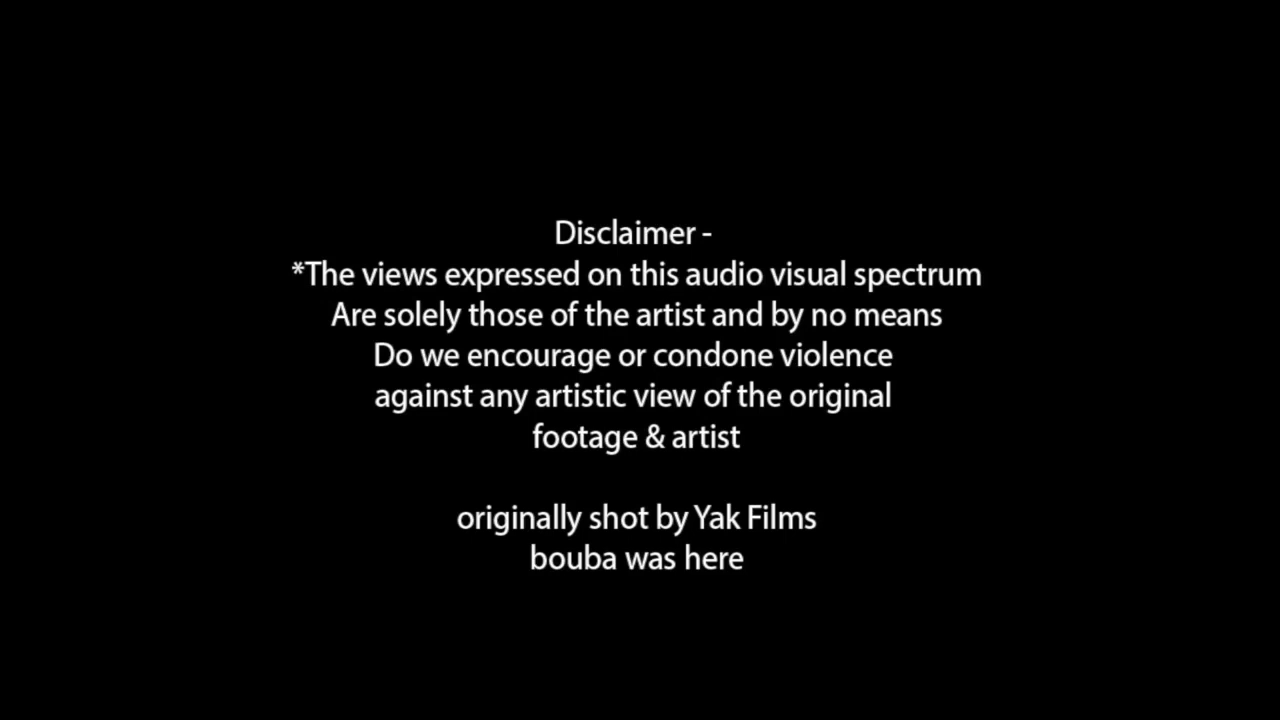 Disclaimer -
*The views expressed on this audio visual spectrum
Are solely those of the artist and by no means
Do we encourage or condone violence
against any artistic view of the original
footage & artist
originally shot by Yak Films
bouba was here